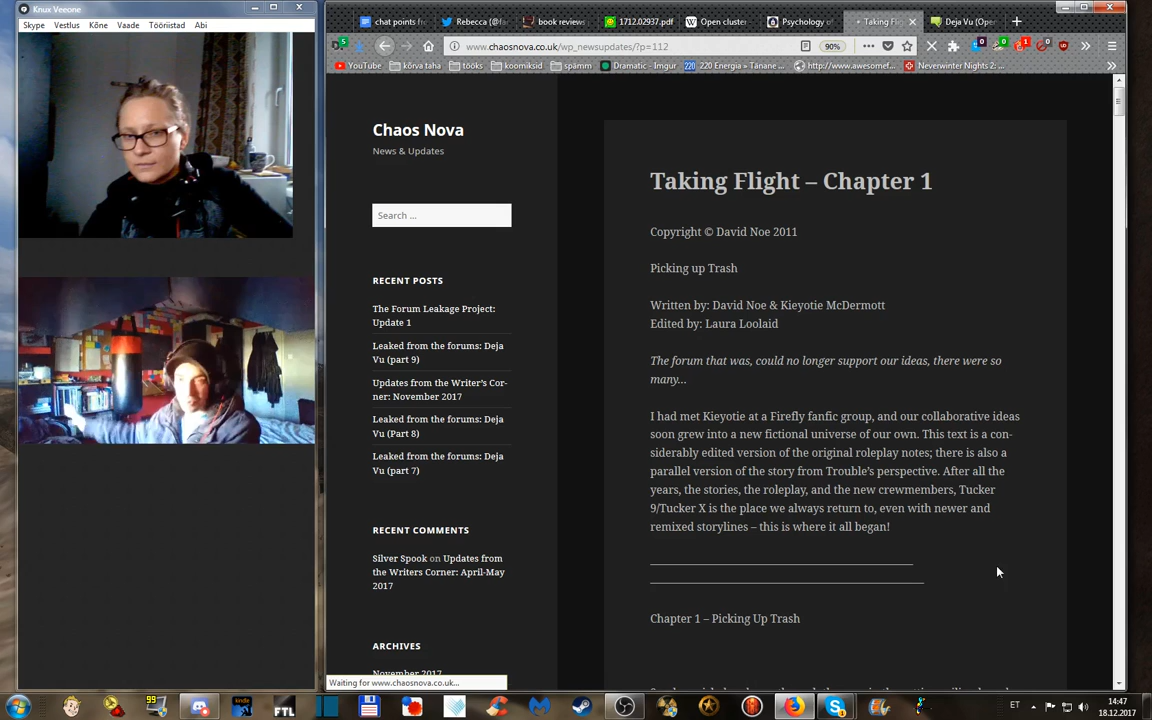 Knux Veeone
Skype Vestlus Kõne Vaade Tööriistad Abi
chat points fr
Rebecca (@fa
book reviews
1712.02937.pdf
Open cluster
Psychology of
Taking Flig
Deja Vu (Open
www.chaosnova.co.uk/wp_newsupdates/?p=112
90%
YouTube
kõrva taha
tööks
koomiksid
spämm
Dramatic - Imgur
220 Energia » Tänane ...
http://www.awesomef...
Neverwinter Nights 2: ...
Chaos Nova
News & Updates
Search ...
RECENT POSTS
The Forum Leakage Project:
Update 1
Leaked from the forums: Deja
Vu (part 9)
Updates from the Writer's Cor-
ner: November 2017
Leaked from the forums: Deja
Vu (Part 8)
Leaked from the forums: Deja
Vu (part 7)
RECENT COMMENTS
Silver Spook on Updates from
the Writers Corner: April-May
2017
ARCHIVES
November 2017
Waiting for www.chaosnova.co.uk...
Taking Flight – Chapter 1
Copyright © David Noe 2011
Picking up Trash
Written by: David Noe & Kieyotie McDermott
Edited by: Laura Loolaid
The forum that was, could no longer support our ideas, there were so
many...
I had met Kieyotie at a Firefly fanfic group, and our collaborative ideas
soon grew into a new fictional universe of our own. This text is a con-
siderably edited version of the original roleplay notes; there is also a
parallel version of the story from Trouble's perspective. After all the
years, the stories, the roleplay, and the new crewmembers, Tucker
9/Tucker X is the place we always return to, even with newer and
remixed storylines – this is where it all began!
Chapter 1 – Picking Up Trash
99
kindle
FTL
ET
14:47
18.12.2017